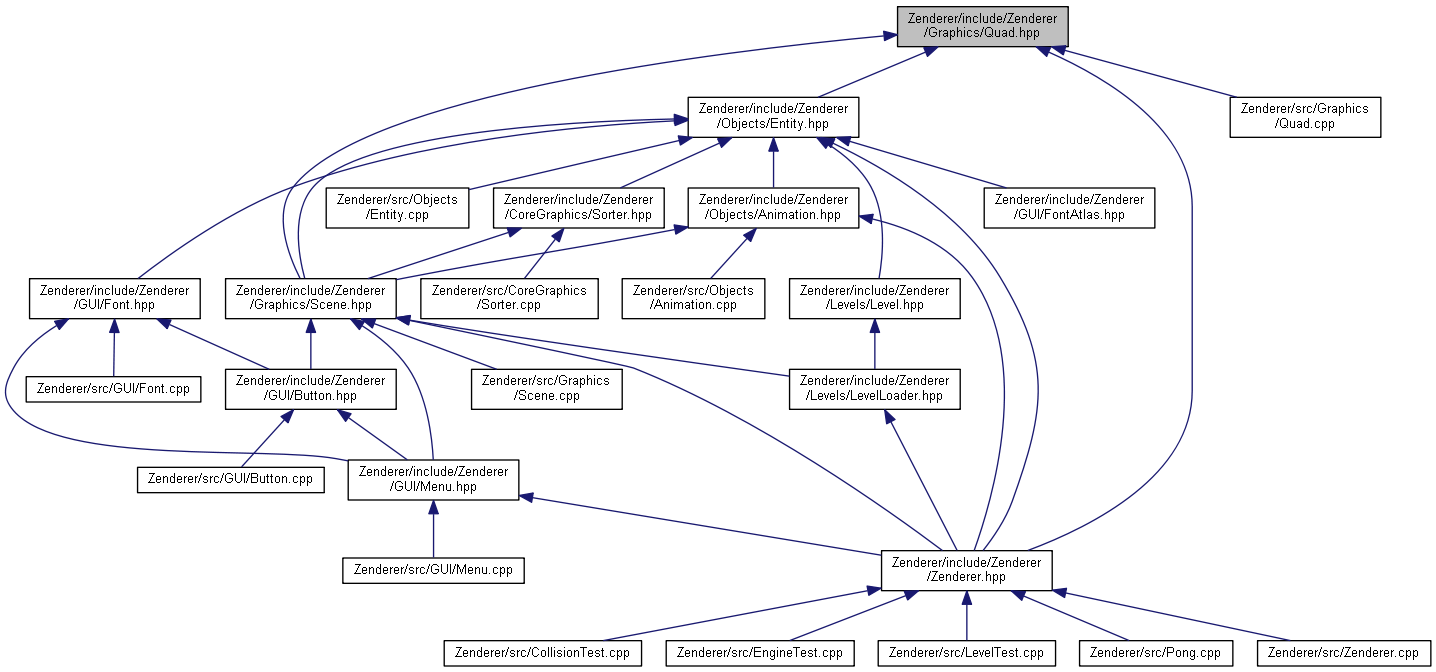 Zenderer/include/Zenderer
/Graphics/Quad.hpp
Zenderer/include/Zenderer
/Objects/Entity.hpp
Zenderer/src/Graphics
/Quad.cpp
Zenderer/src/Objects
/Entity.cpp
Zenderer/include/Zenderer
/CoreGraphics/Sorter.hpp
Zenderer/include/Zenderer
/Objects/Animation.hpp
Zenderer/include/Zenderer
/GUI/FontAtlas.hpp
Zenderer/include/Zenderer
/GUI/Font.hpp
Zenderer/include/Zenderer
/Graphics/Scene.hpp
Zenderer/src/CoreGraphics
/Sorter.cpp
Zenderer/src/Objects
/Animation.cpp
Zenderer/include/Zenderer
/Levels/Level.hpp
Zenderer/src/GUI/Font.cpp
Zenderer/include/Zenderer
/GUI/Button.hpp
Zenderer/src/Graphics
/Scene.cpp
Zenderer/include/Zenderer
/Levels/LevelLoader.hpp
Zenderer/src/GUI/Button.cpp
Zenderer/include/Zenderer
/GUI/Menu.hpp
Zenderer/src/GUI/Menu.cpp
Zenderer/include/Zenderer
/Zenderer.hpp
Zenderer/src/CollisionTest.cpp
Zenderer/src/EngineTest.cpp
Zenderer/src/LevelTest.cpp
Zenderer/src/Pong.cpp
Zenderer/src/Zenderer.cpp